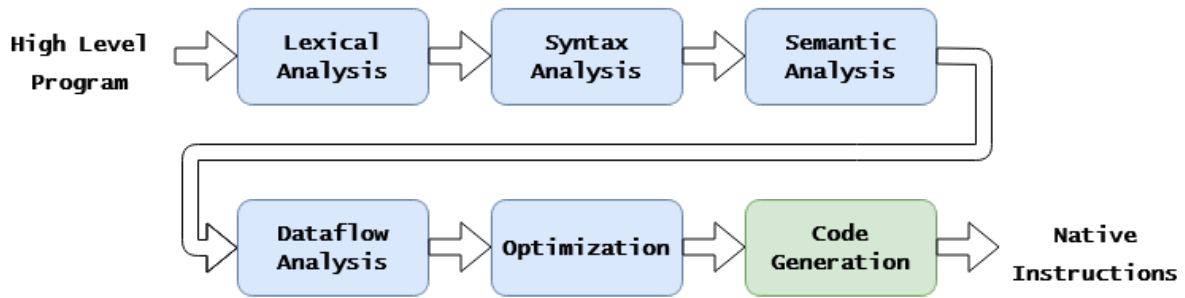 High Level
Program
Lexical
Analysis
Syntax
Analysis
Semantic
Analysis
Dataflow
Analysis
Optimization
Code
Generation
Native
Instructions